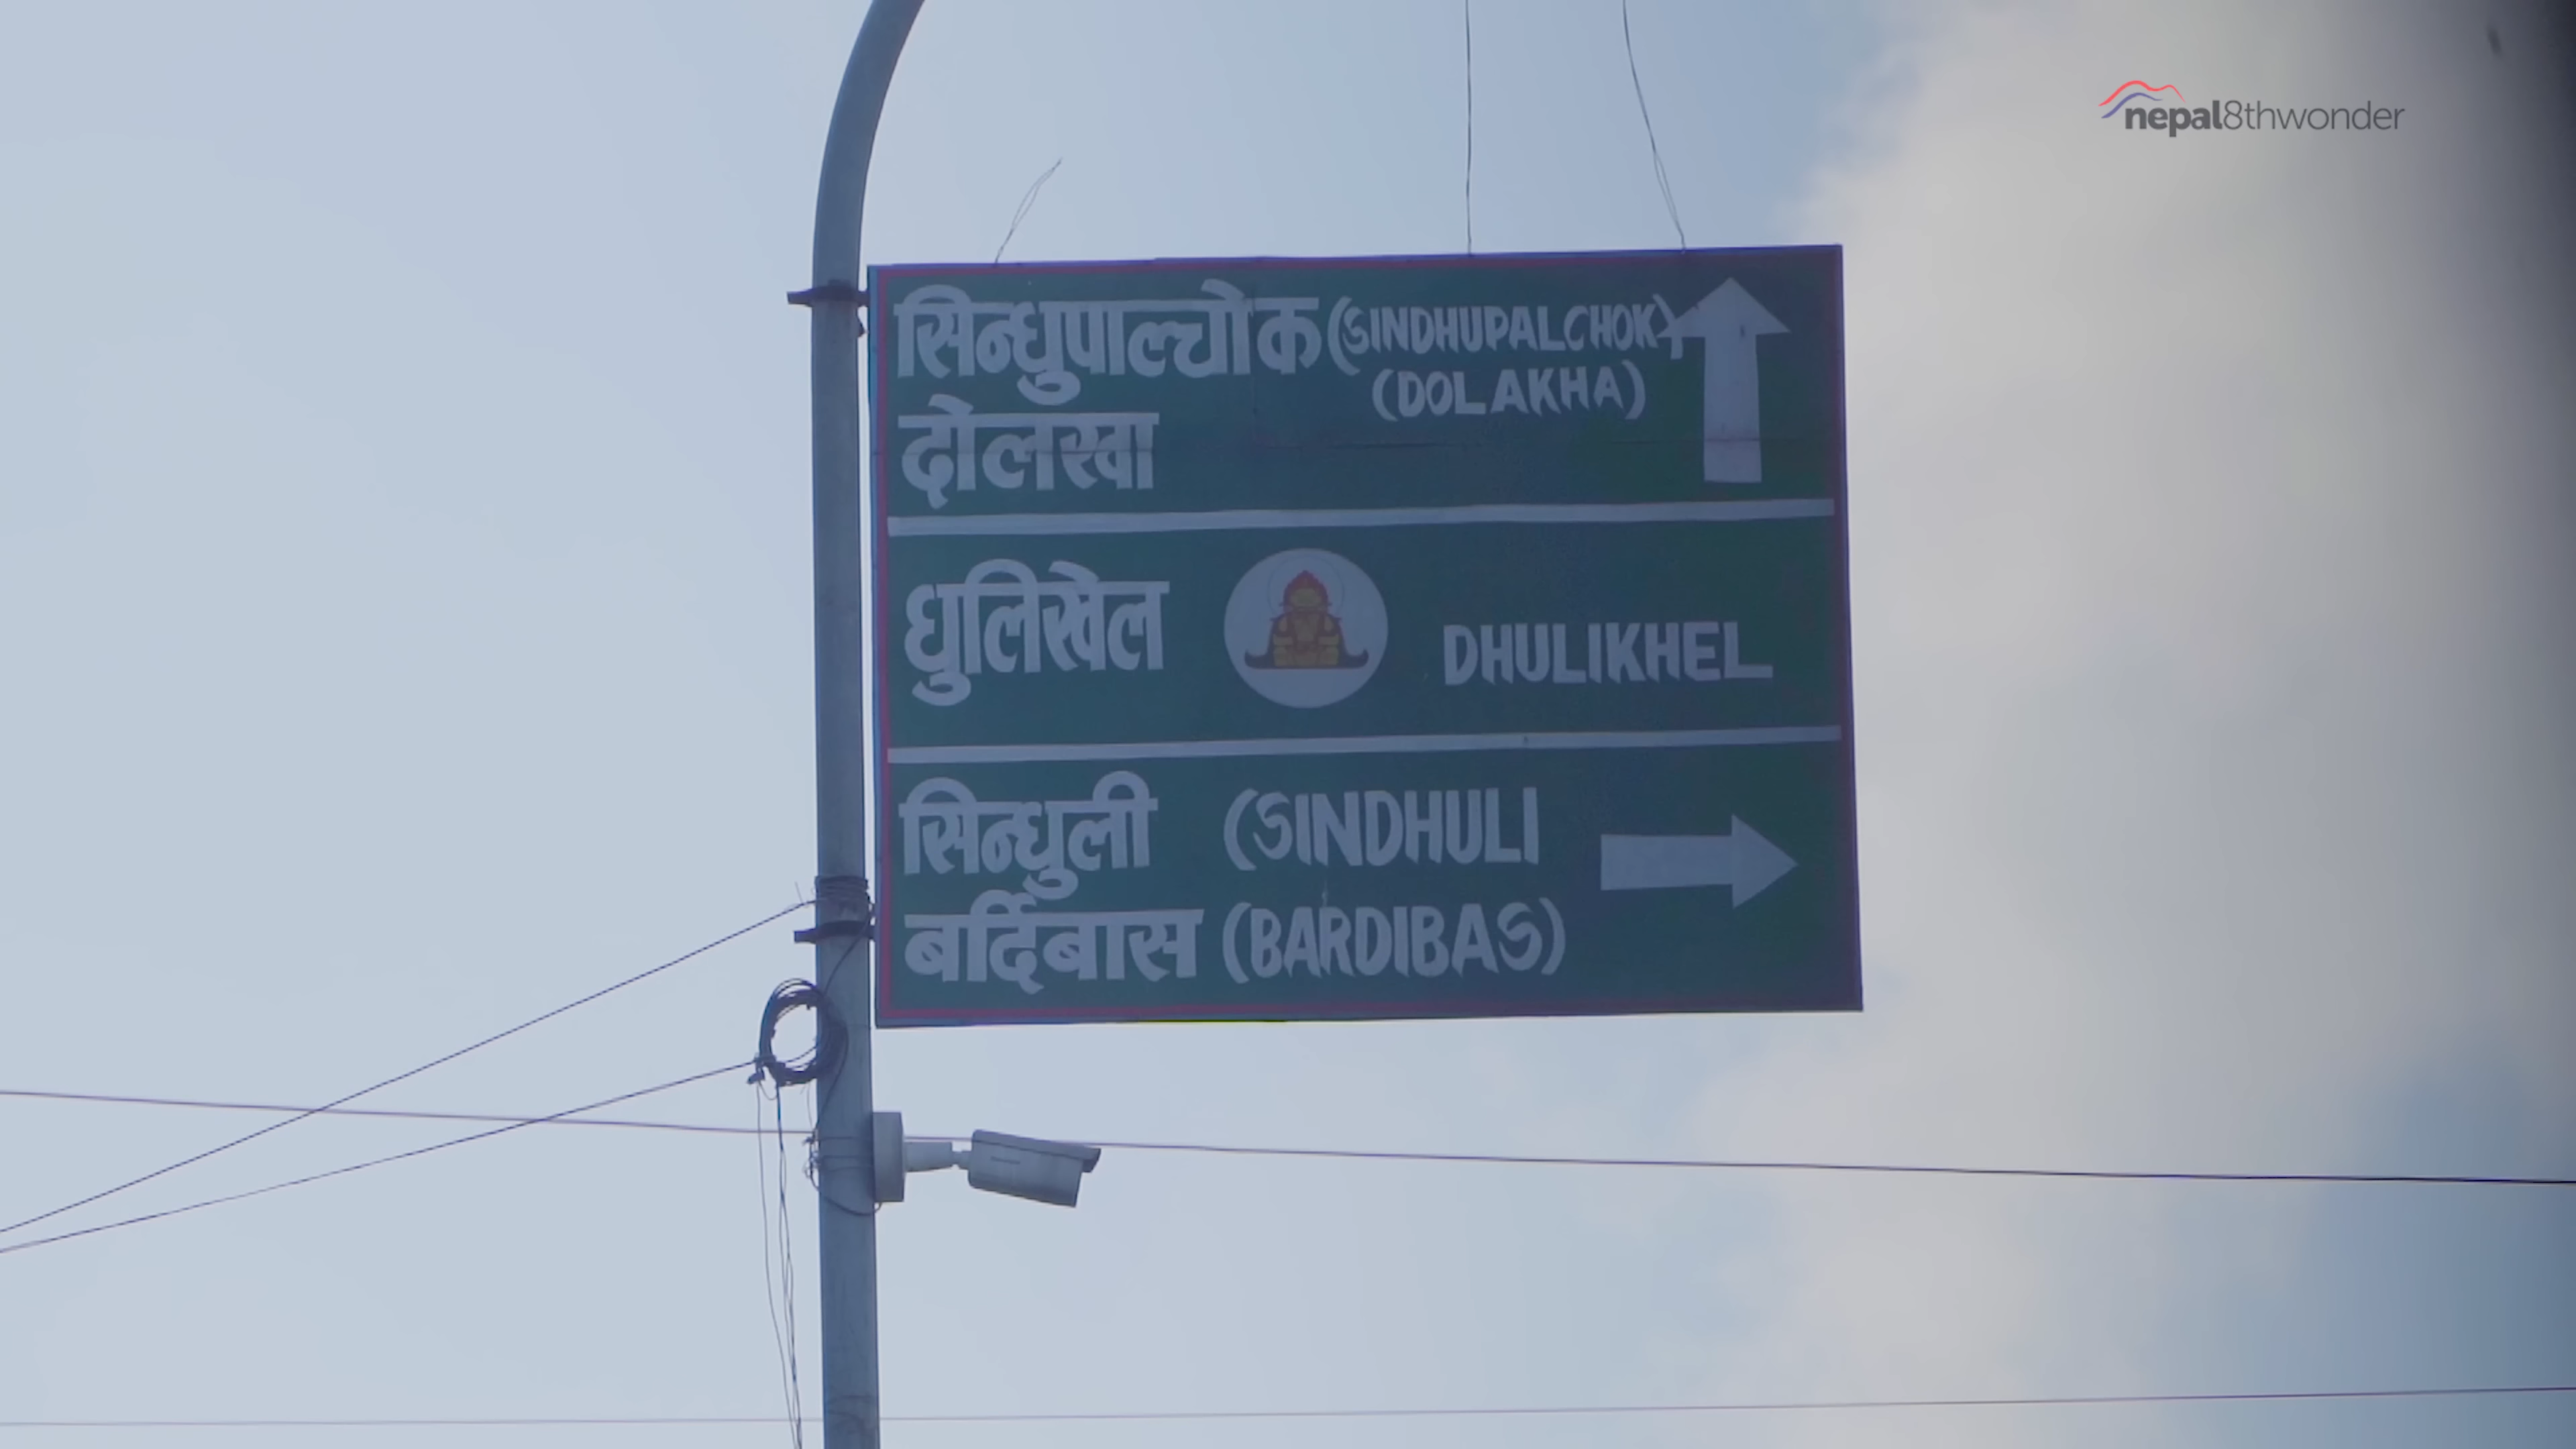 nepal8thwonder
सिन्धुपाल्चोक (SINDHUPALCHOK)
(DOLAKHA)
दोलखा
धुलिखेल DHULIKHEL
सिन्धुली (SINDHULI
बर्दिबास (BARDIBAS)